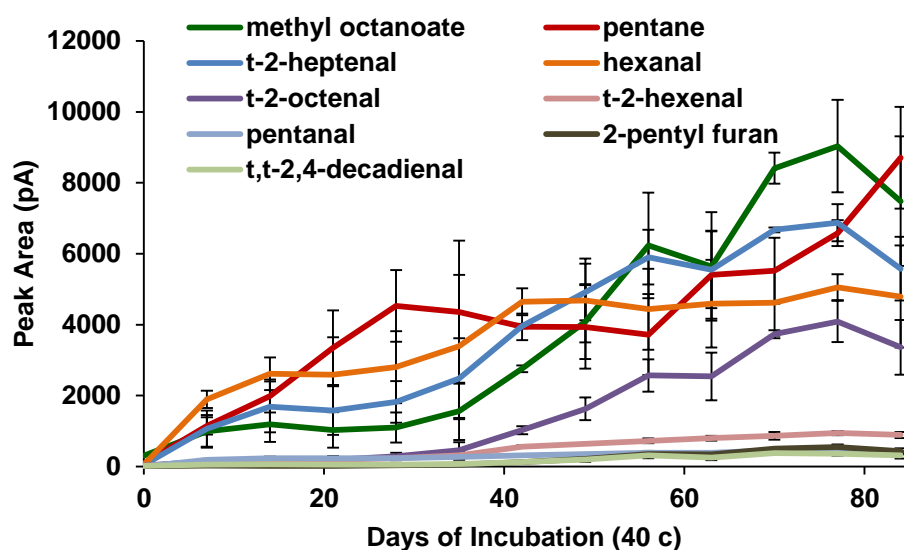 methyl octanoate pentane
t-2-heptenal hexanal
t-2-octenal t-2-hexenal
pentanal 2-pentyl furan
t,t-2,4-decadienal
12000
10000
8000
6000
4000
2000
0
Peak Area (pA)
0 20 40 60 80
Days of Incubation (40 c)